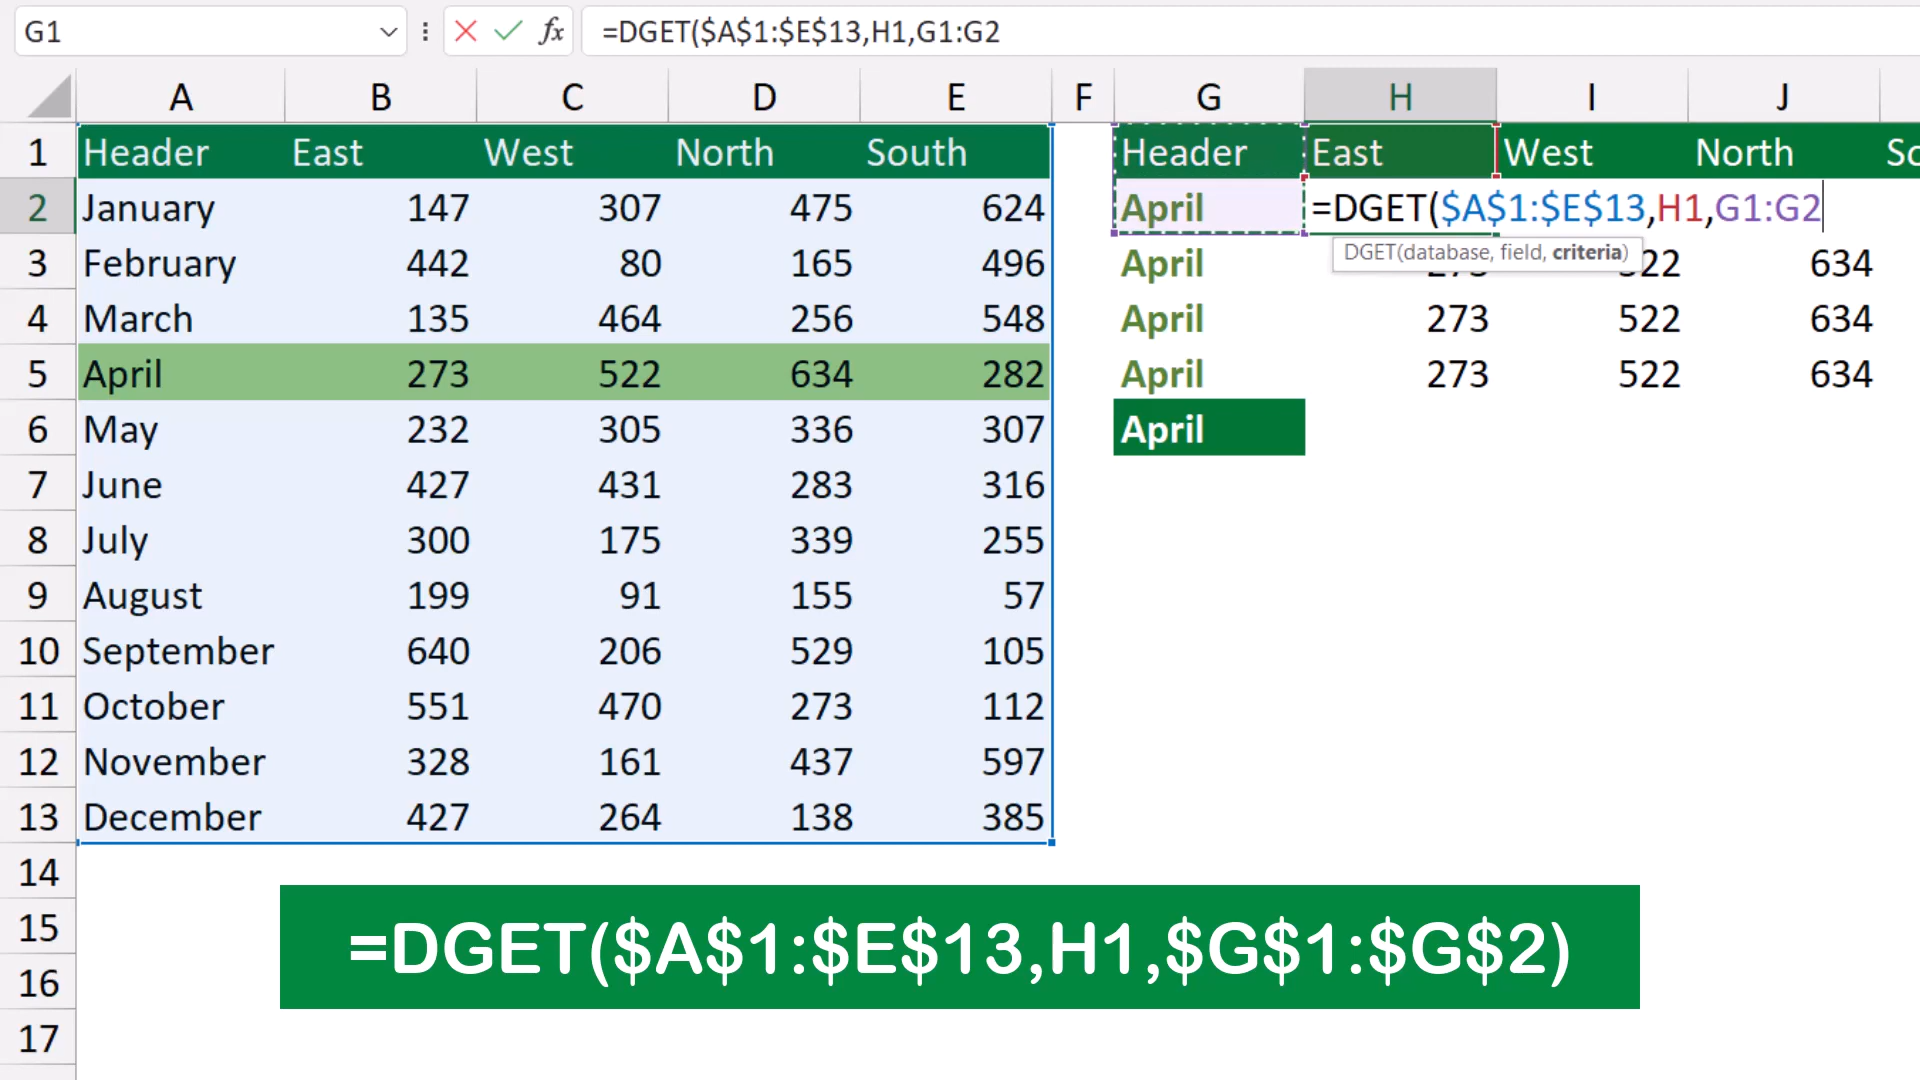 G1 fx =DGET($A$1:$E$13,H1,G1:G2
A B C D E F G H I J
1 Header East West North South Header East West North
2 January 147 307 475 624 April =DGET($A$1:$E$13,H1,G1:G2
DGET(database, field, criteria)
3 February 442 80 165 496 April 634
4 March 135 464 256 548 April 273 522 634
5 April 273 522 634 282 April 273 522 634
6 May 232 305 336 307 April
7 June 427 431 283 316
8 July 300 175 339 255
9 August 199 91 155 57
10 September 640 206 529 105
11 October 551 470 273 112
12 November 328 161 437 597
13 December 427 264 138 385
14
15
16
17
=DGET($A$1:$E$13,H1,$G$1:$G$2)